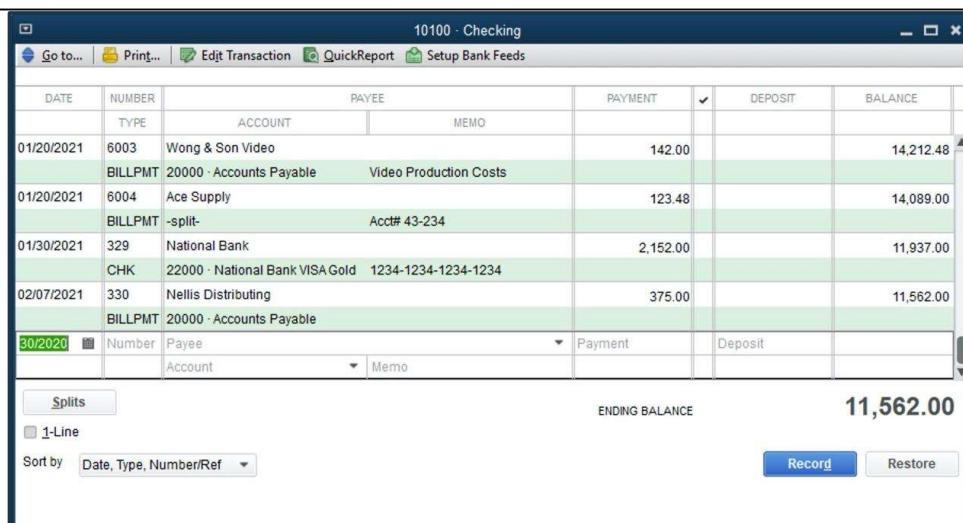 10100 · Checking
Go to... Print... Edit Transaction QuickReport Setup Bank Feeds
DATE NUMBER PAYEE PAYMENT ✔ DEPOSIT BALANCE
TYPE ACCOUNT MEMO
01/20/2021 6003 Wong & Son Video 142.00 14,212.48
BILLPMT 20000 · Accounts Payable Video Production Costs
01/20/2021 6004 Ace Supply 123.48 14,089.00
BILLPMT -split- Acct# 43-234
01/30/2021 329 National Bank 2,152.00 11,937.00
CHK 22000 · National Bank VISA Gold 1234-1234-1234-1234
02/07/2021 330 Nellis Distributing 375.00 11,562.00
BILLPMT 20000 · Accounts Payable
30/2020 Number Payee Payment Deposit
Account Memo
Splits ENDING BALANCE 11,562.00
1-Line
Sort by Date, Type, Number/Ref Record Restore